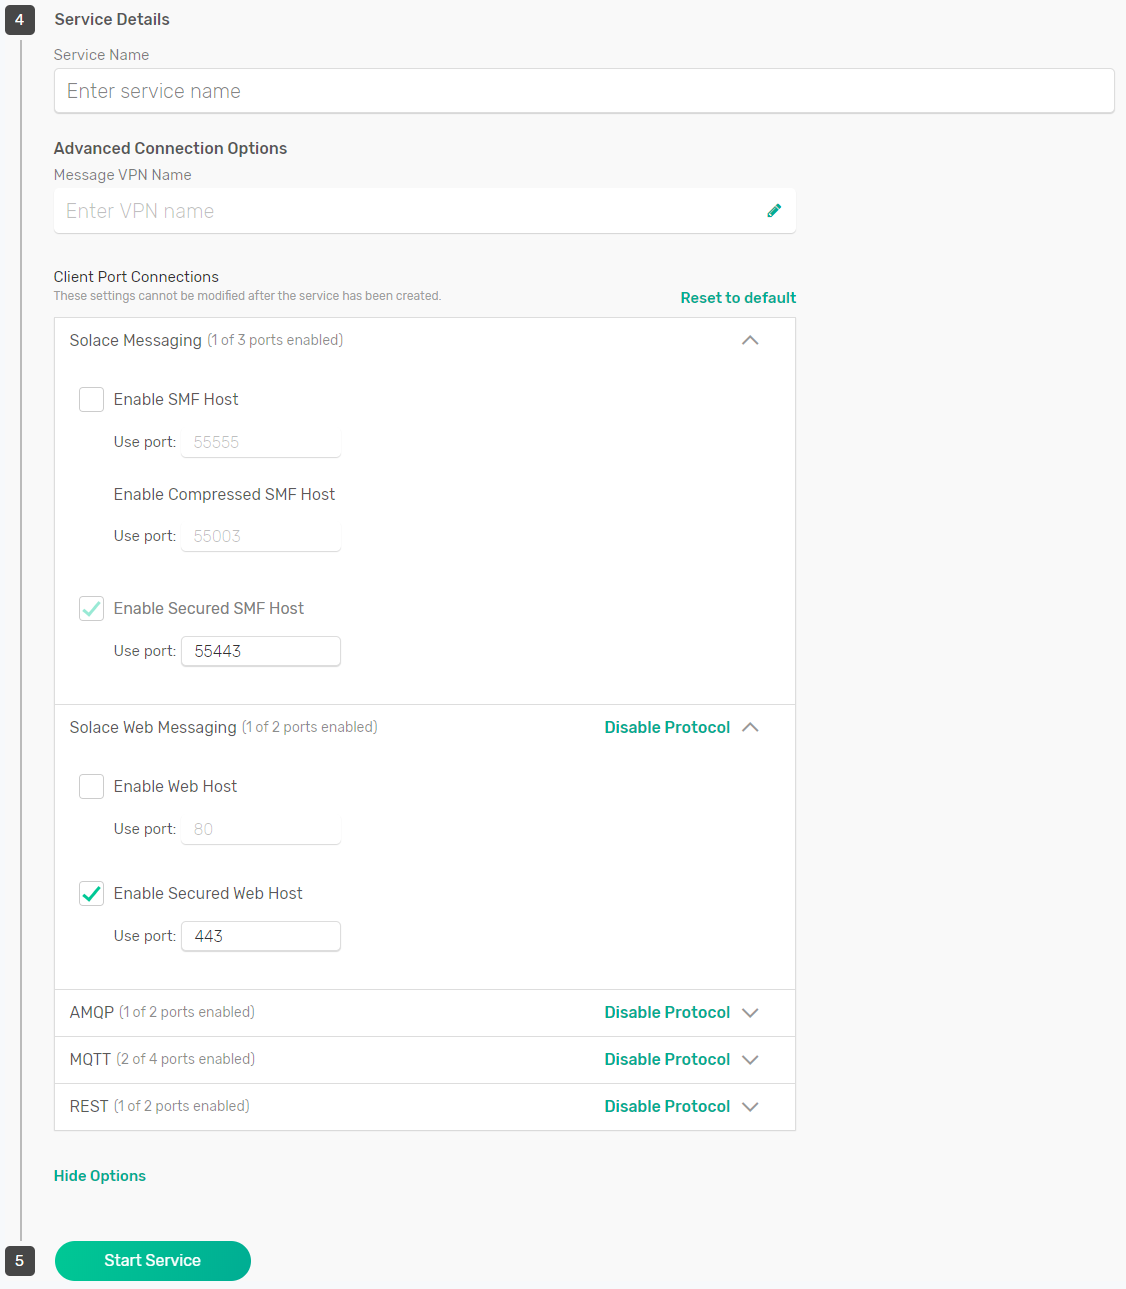 4 Service Details
Service Name
Enter service name
Advanced Connection Options
Message VPN Name
Enter VPN name
Client Port Connections
These settings cannot be modified after the service has been created.
Reset to default
Solace Messaging (1 of 3 ports enabled)
Enable SMF Host
Use port: 55555
Enable Compressed SMF Host
Use port: 55003
Enable Secured SMF Host
Use port: 55443
Solace Web Messaging (1 of 2 ports enabled) Disable Protocol
Enable Web Host
Use port: 80
Enable Secured Web Host
Use port: 443
AMQP (1 of 2 ports enabled) Disable Protocol
MQTT (2 of 4 ports enabled) Disable Protocol
REST (1 of 2 ports enabled) Disable Protocol
Hide Options
5 Start Service